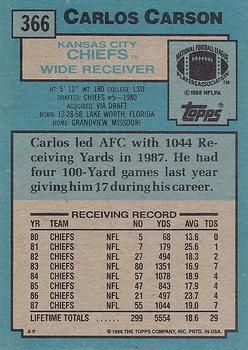 366
CARLOS CARSON
KANSAS CITY
CHIEFS™
WIDE RECEIVER
NATIONAL FOOTBALL LEAGUE
PLAYERS ASSOCIATION
© 1988 NFLPA
topps®
HT: 5' 11" WT: 180 COLLEGE: LSU
DRAFTED: CHIEFS #5-1980
ACQUIRED: VIA DRAFT
BORN: 12-28-58, LAKE WORTH, FLORIDA
HOME: GRANDVIEW, MISSOURI
Carlos led AFC with 1044 Re-
ceiving Yards in 1987. He had
four 100-Yard games last year
giving him 17 during his career.
RECEIVING RECORD
YR TEAM NO YDS AV.G TDS
80 CHIEFS NFL 5 68 13.6 0
81 CHIEFS NFL 7 179 25.6 1
82 CHIEFS NFL 27 494 18.3 2
83 CHIEFS NFL 80 1351 16.9 7
84 CHIEFS NFL 57 1078 18.9 4
85 CHIEFS NFL 47 843 17.9 4
86 CHIEFS NFL 21 497 23.7 4
87 CHIEFS NFL 55 1044 19.0 7
LIFETIME TOTALS ..... 299 5554 18.6 29
A* © 1988 THE TOPPS COMPANY, INC. PRTD. IN USA.